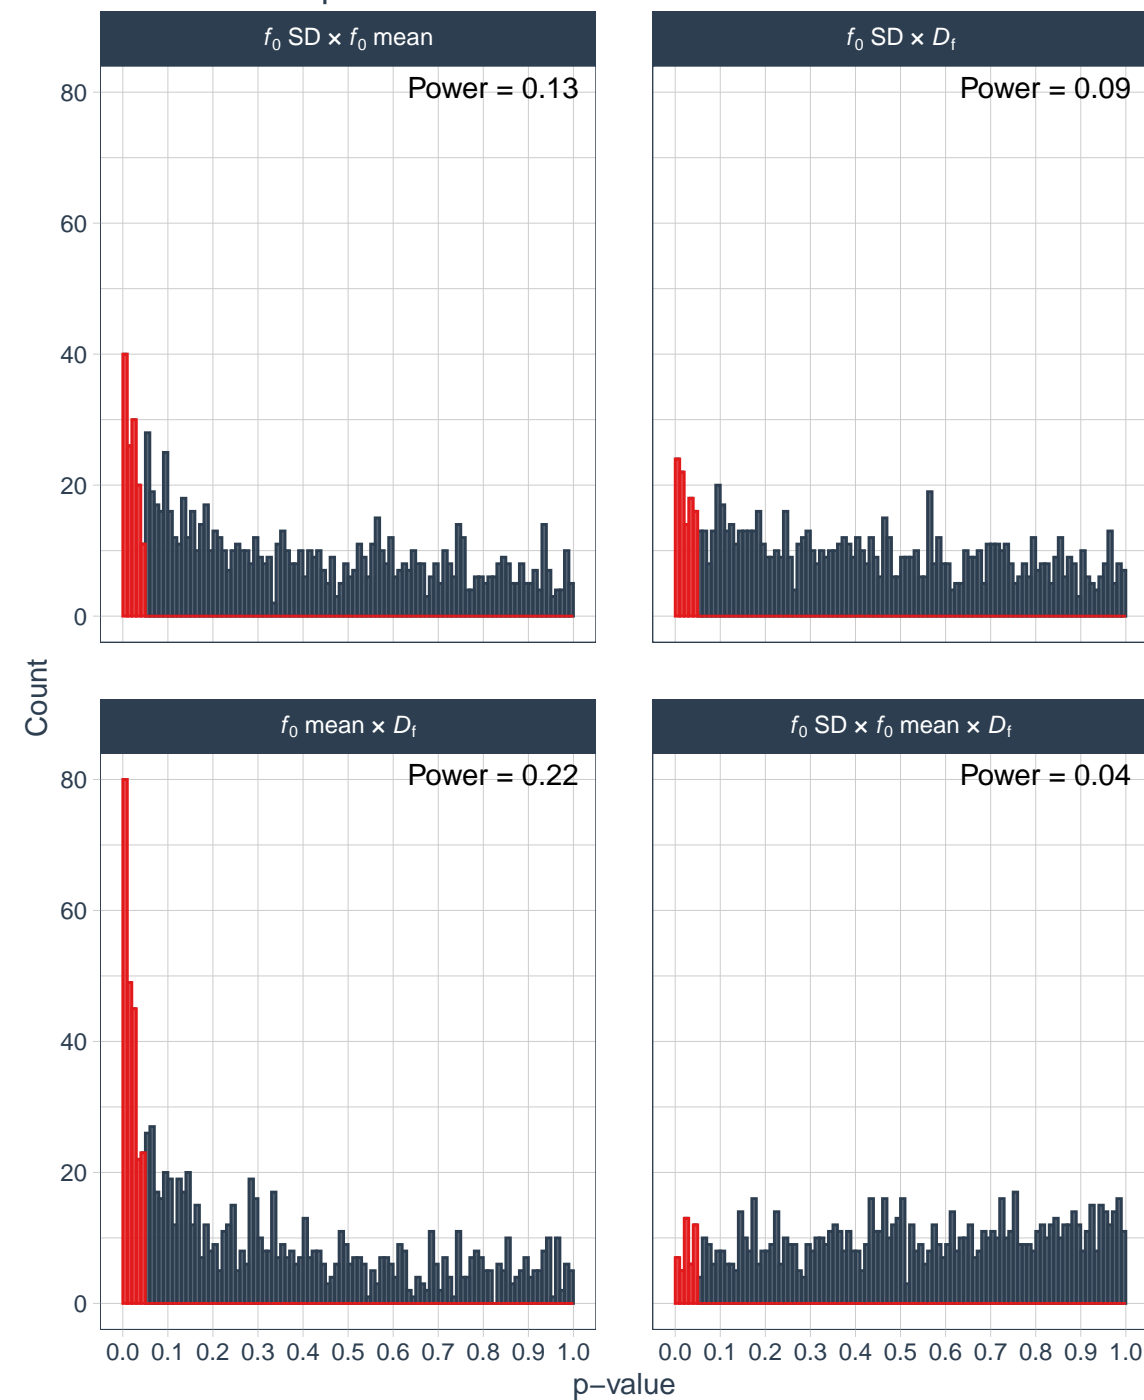 f₀ SD × f₀ mean
f₀ SD × D_f
Power = 0.13
Power = 0.09
80
60
40
20
0
Count
f₀ mean × D_f
f₀ SD × f₀ mean × D_f
Power = 0.22
Power = 0.04
80
60
40
20
0
0.0 0.1 0.2 0.3 0.4 0.5 0.6 0.7 0.8 0.9 1.0
0.0 0.1 0.2 0.3 0.4 0.5 0.6 0.7 0.8 0.9 1.0
p−value